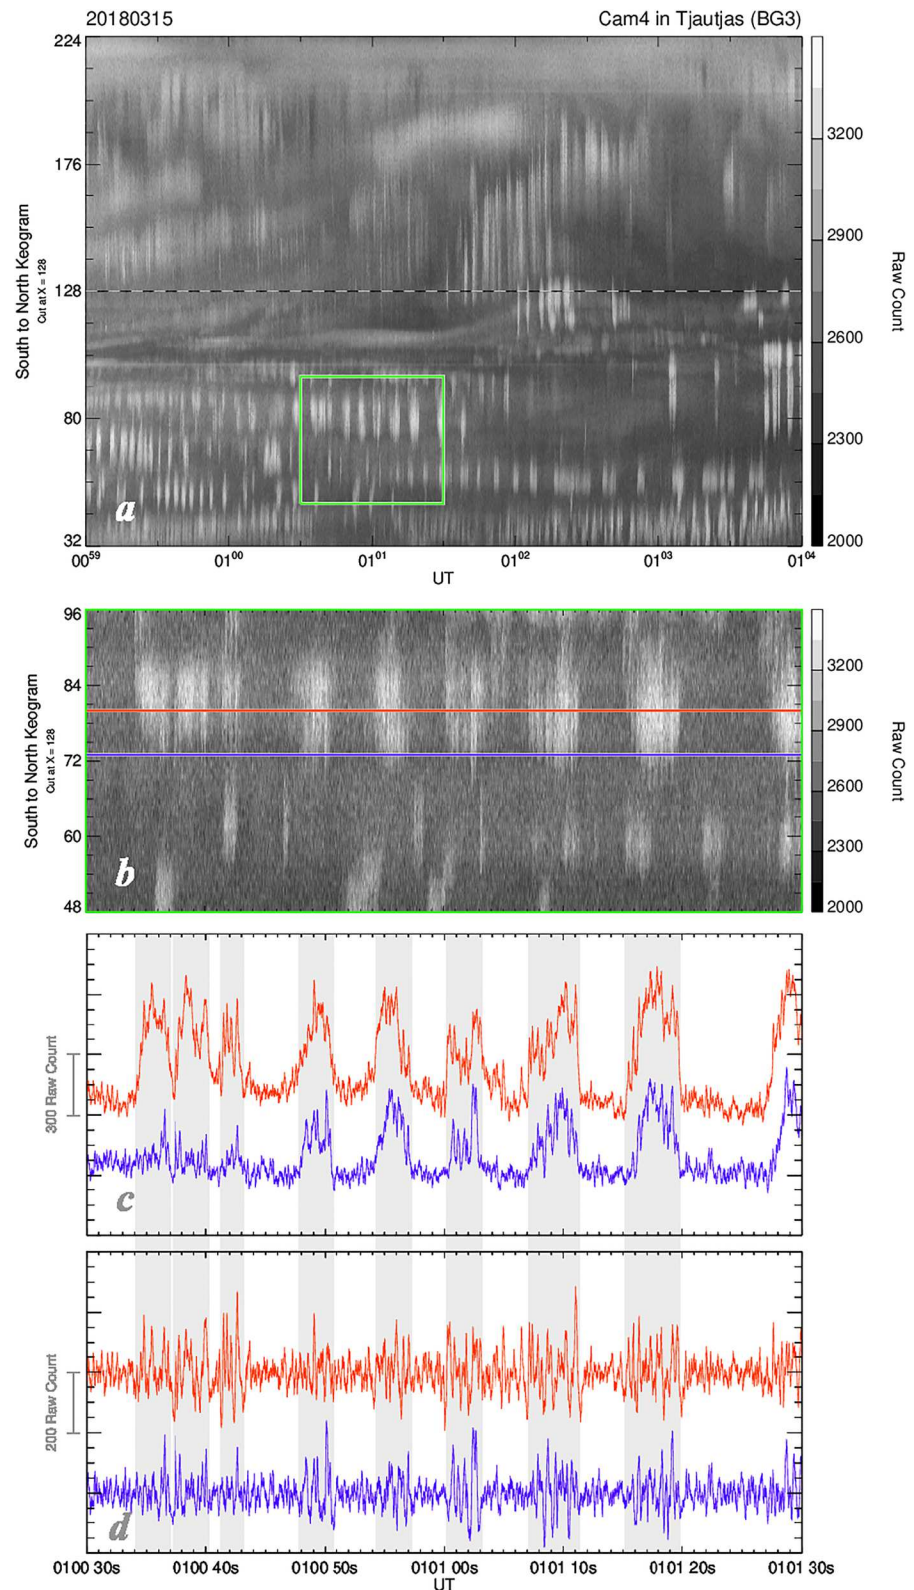 20180315 Cam4 in Tjautjas (BG3)
224
176
128
80
32
South to North Keogram
Cut at X = 128
a
00⁵⁹ 01⁰⁰ 01⁰¹ 01⁰² 01⁰³ 01⁰⁴
UT
3200
2900
2600
2300
2000
Raw Count
96
84
72
60
48
South to North Keogram
Cut at X = 128
b
3200
2900
2600
2300
2000
Raw Count
300 Raw Count
c
200 Raw Count
d
0100 30s 0100 40s 0100 50s 0101 00s 0101 10s 0101 20s 0101 30s
UT